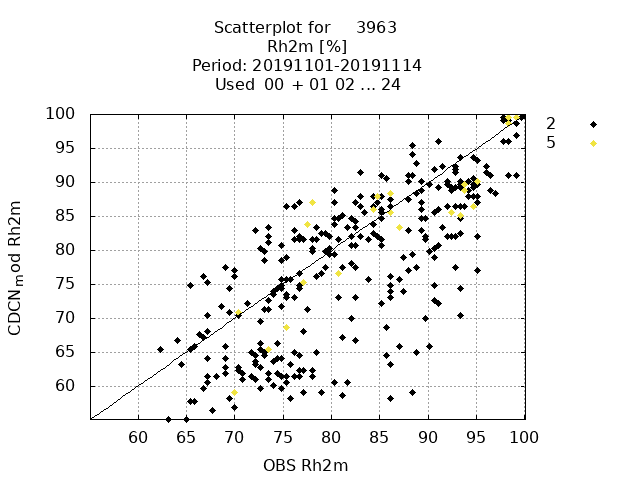 Scatterplot for 3963
Rh2m [%]
Period: 20191101-20191114
Used 00 + 01 02 ... 24
2
5
100
95
90
85
80
75
70
65
60
CDCN_mod Rh2m
60 65 70 75 80 85 90 95 100
OBS Rh2m